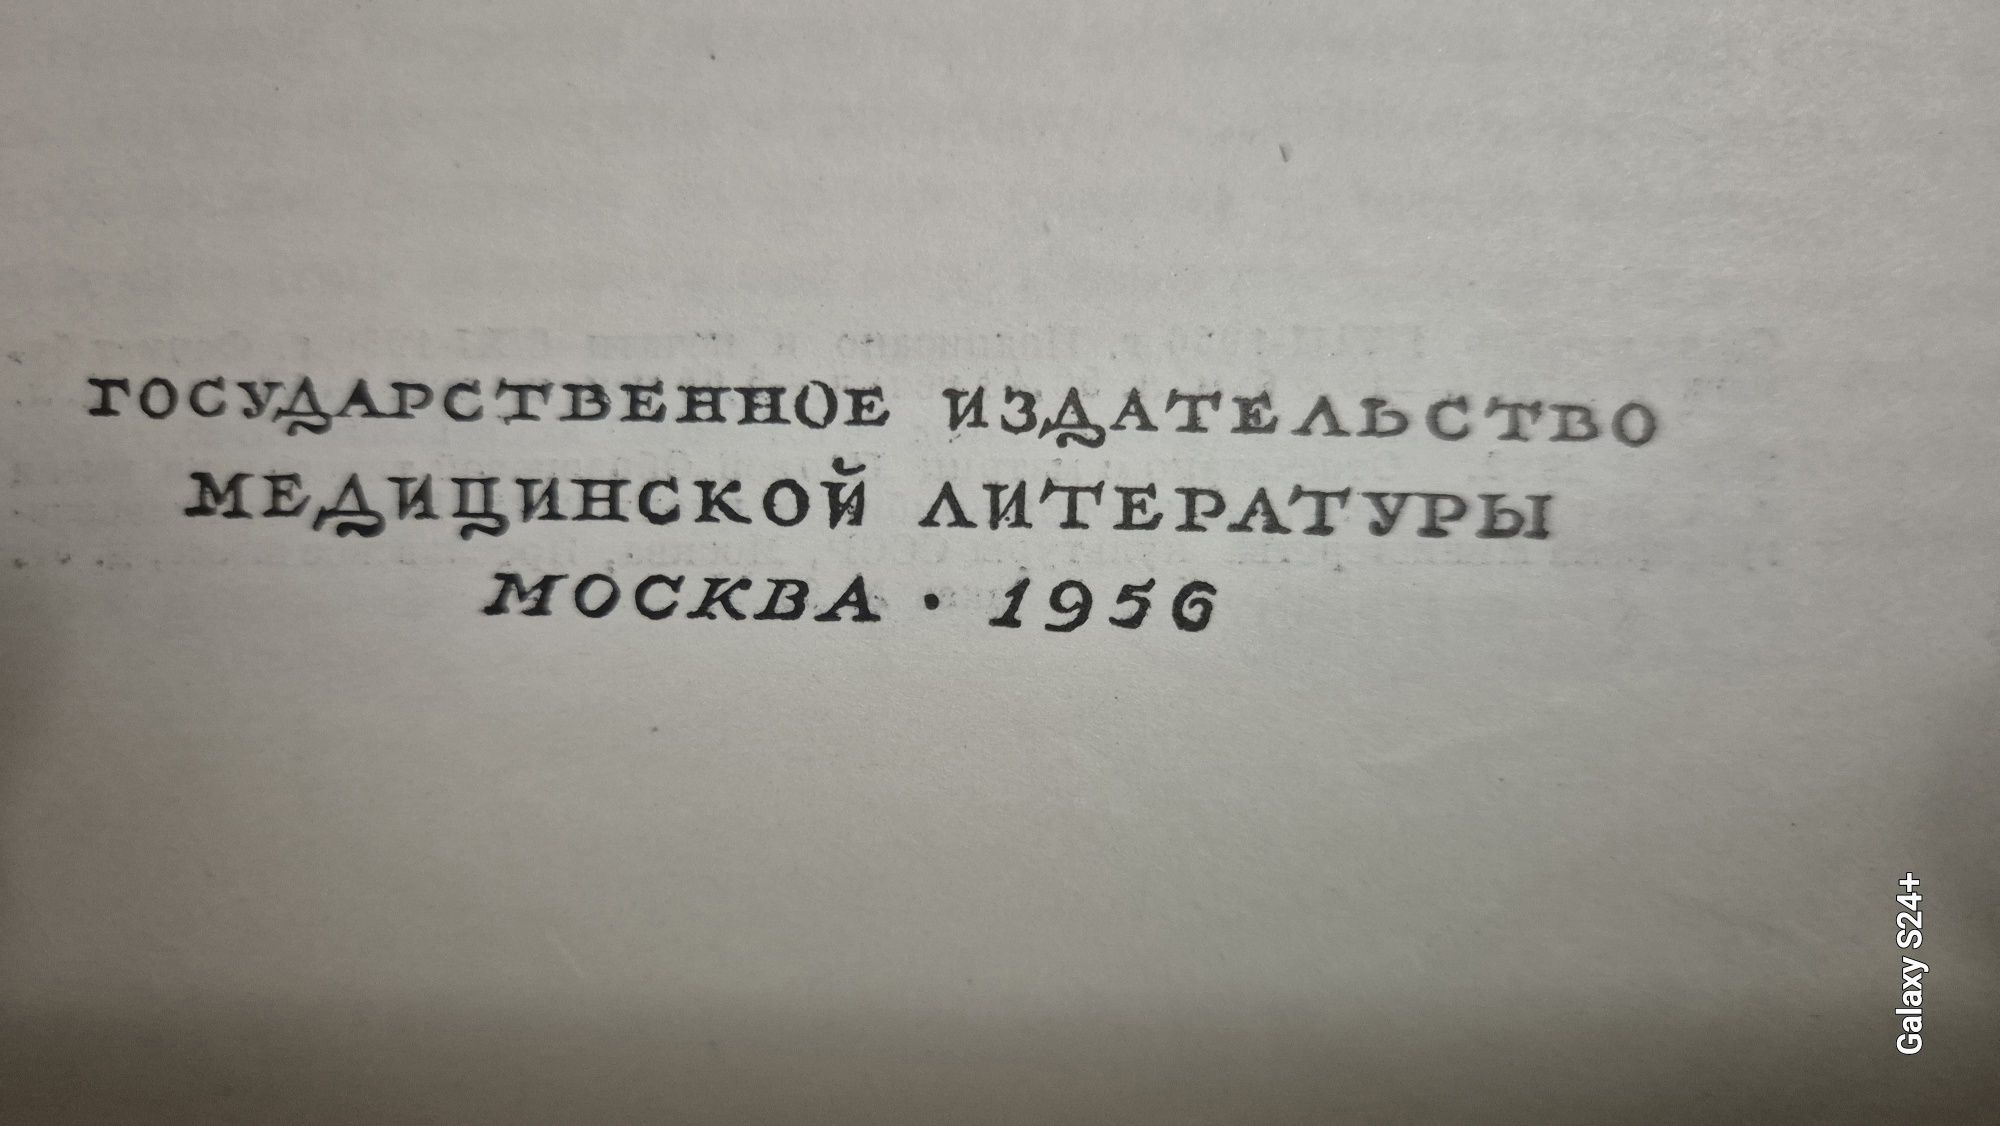 ГОСУДАРСТВЕННОЕ ИЗДАТЕЛЬСТВО
МЕДИЦИНСКОЙ ЛИТЕРАТУРЫ
МОСКВА • 1956
Galaxy S24+